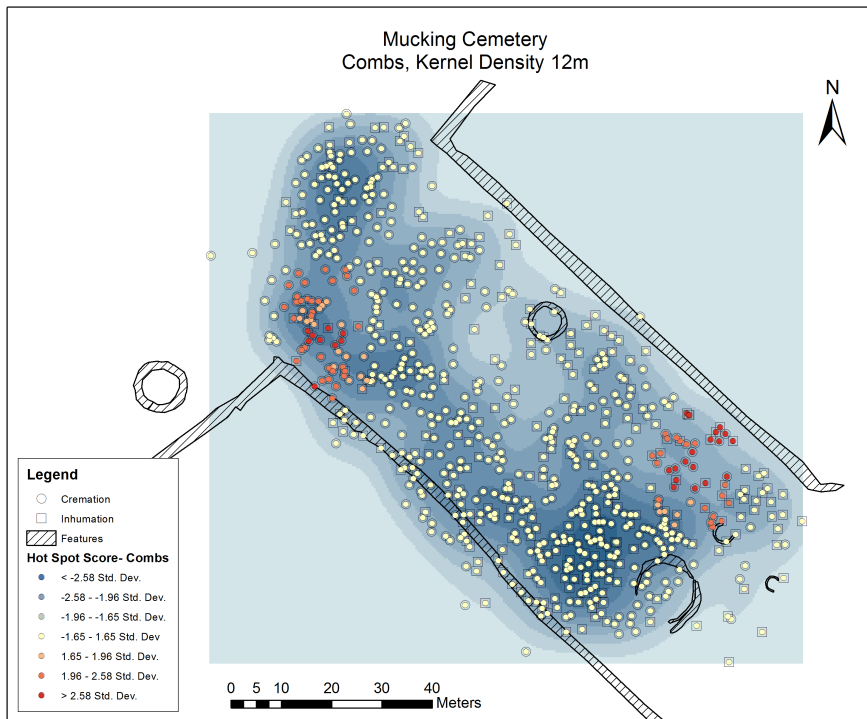 Mucking Cemetery
Combs, Kernel Density 12m
N
Legend
Cremation
Inhumation
Features
Hot Spot Score- Combs
< -2.58 Std. Dev.
-2.58 - -1.96 Std. Dev.
-1.96 - -1.65 Std. Dev.
-1.65 - 1.65 Std. Dev
1.65 - 1.96 Std. Dev.
1.96 - 2.58 Std. Dev.
> 2.58 Std. Dev.
0 5 10 20 30 40
Meters